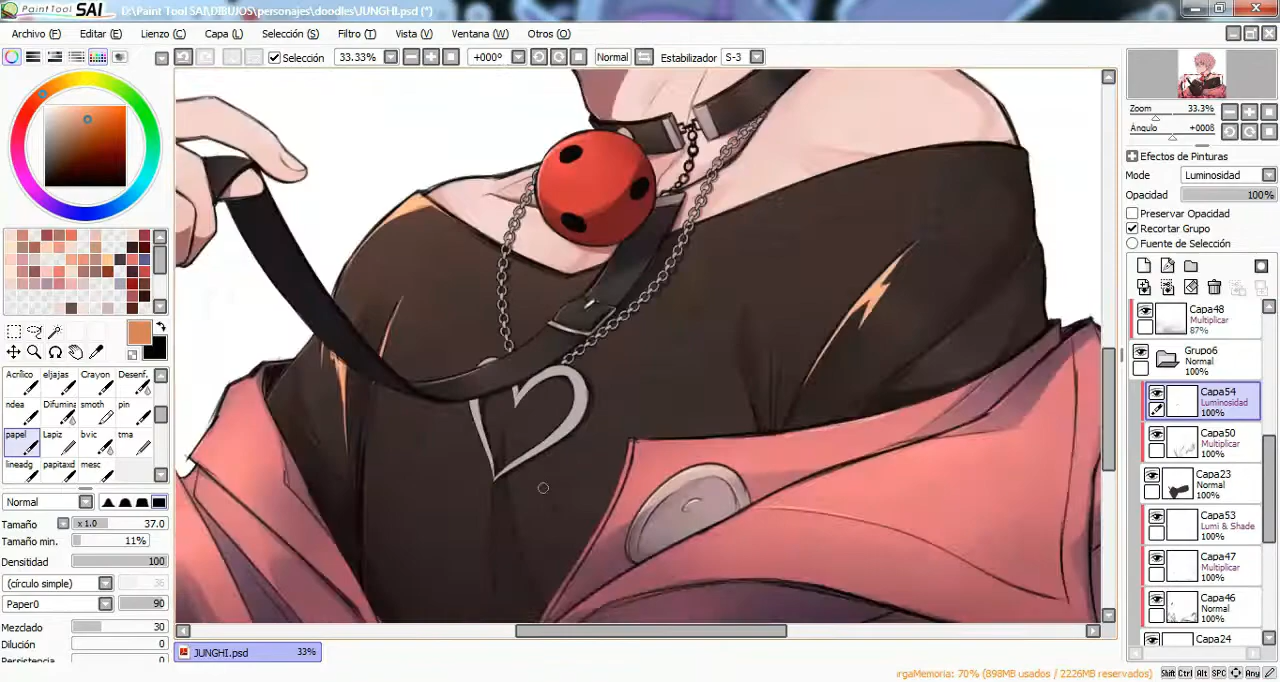 PaintTool SAI (X:\Paint Tool SAI\DIBUJOS\personajes\doodles\JUNGHI.psd (*)
Archivo (F) Editar (E) Lienzo (C) Capa (L) Selección (S) Filtro (T) Vista (V) Ventana (W) Otros (O)
Selección 33.33% +000° Normal Estabilizador S-3
Zoom 33.3%
Ángulo +000º
Efectos de Pinturas
Modo Luminosidad
Opacidad 100%
Preservar Opacidad
Recortar Grupo
Fuente de Selección
Capa48
Multiplicar
87%
Grupo6
Normal
100%
Capa54
Luminosidad
100%
Capa50
Multiplicar
100%
Capa23
Normal
100%
Capa53
Lumi & Shade
100%
Capa47
Multiplicar
100%
Capa46
Normal
100%
Capa24
Acrílico eljajas Crayon Desenf.
ndea Difumina smoth pin
papel Lapiz bvic tma
lineadg papitaxd mesc
Normal
Tamaño x 1.0 37.0
Tamaño min. 11%
Densidad 100
(círculo simple) 36
Paper0 90
Mezclado 30
Dilución 0
Persistencia 0
JUNGHI.psd 33%
rgaMemoria: 70% (898MB usados / 2226MB reservados) Shift Ctrl Alt SPC Any